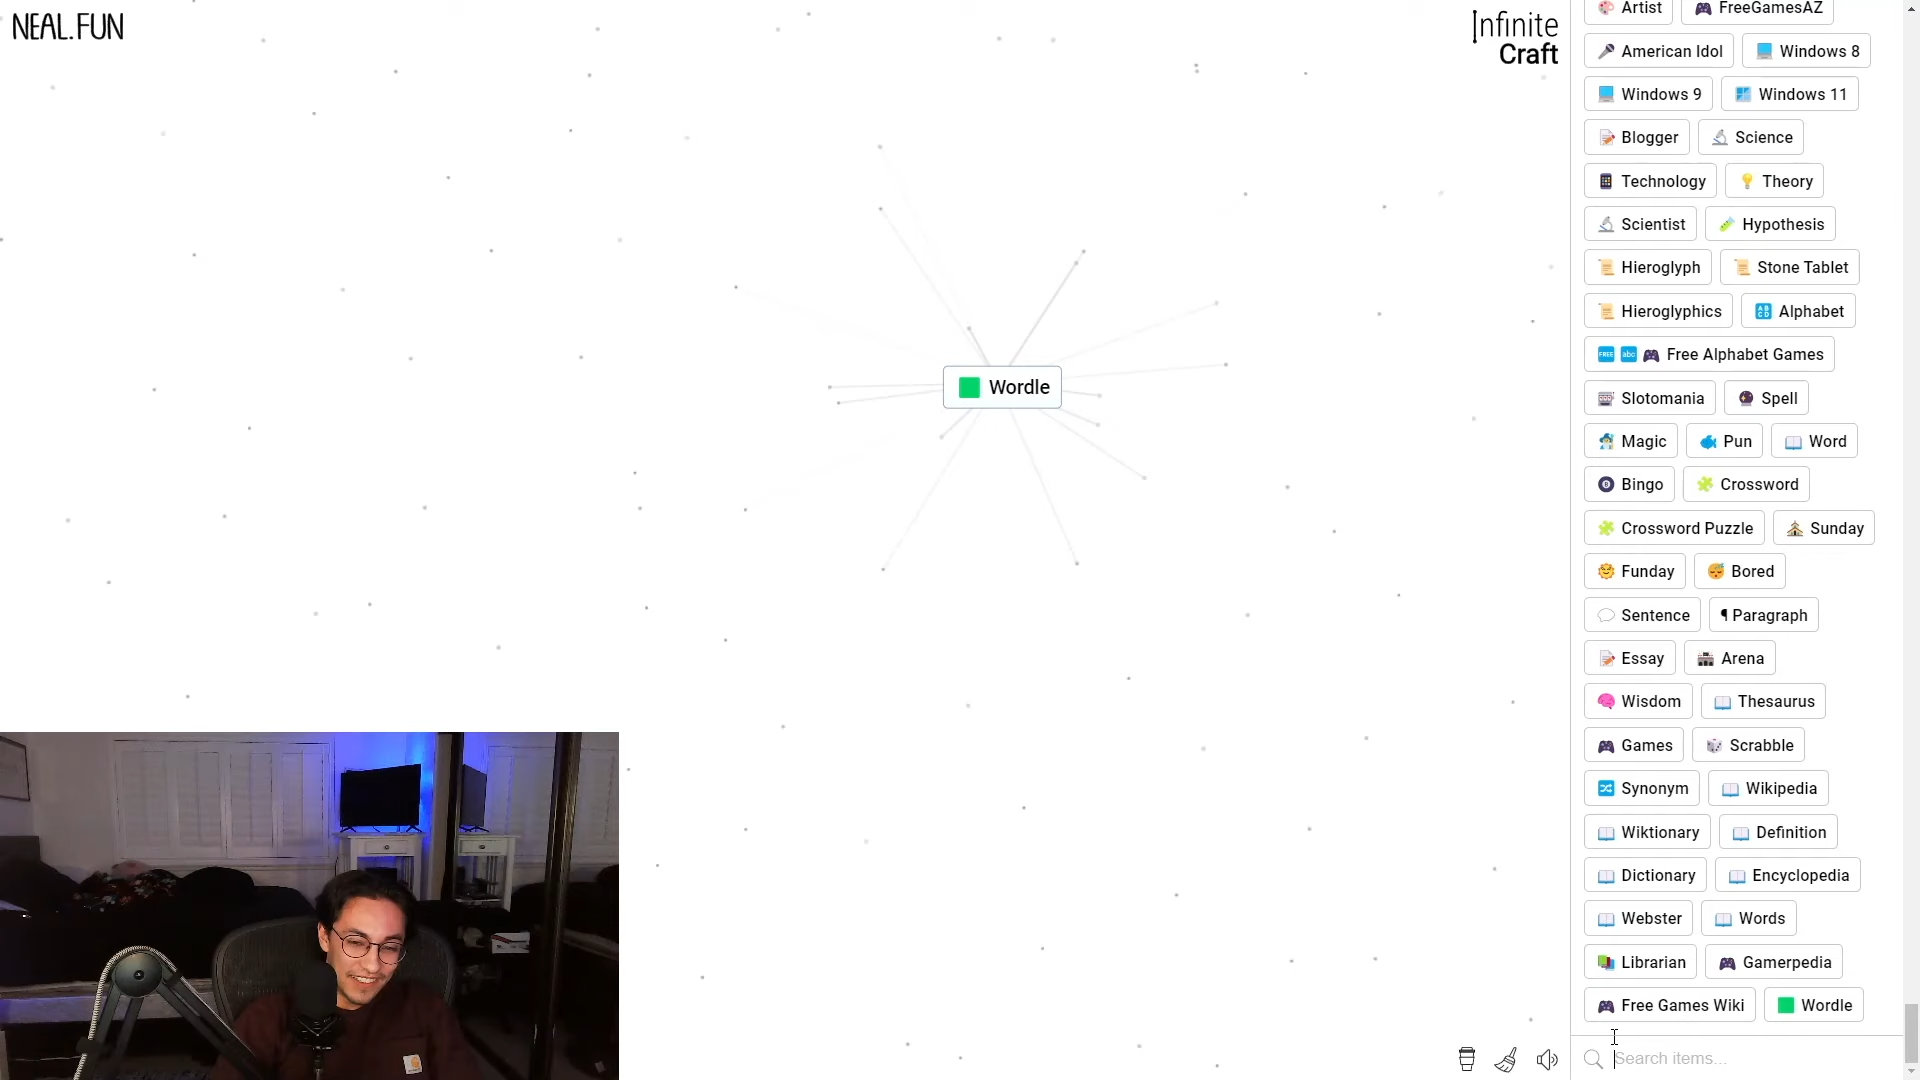 NEAL.FUN
Infinite
Craft
Wordle
Artist FreeGamesAZ
American Idol Windows 8
Windows 9 Windows 11
Blogger Science
Technology Theory
Scientist Hypothesis
Hieroglyph Stone Tablet
Hieroglyphics Alphabet
FREE abc Free Alphabet Games
Slotomania Spell
Magic Pun Word
Bingo Crossword
Crossword Puzzle Sunday
Funday Bored
Sentence ¶ Paragraph
Essay Arena
Wisdom Thesaurus
Games Scrabble
Synonym Wikipedia
Wiktionary Definition
Dictionary Encyclopedia
Webster Words
Librarian Gamerpedia
Free Games Wiki Wordle
Search items...